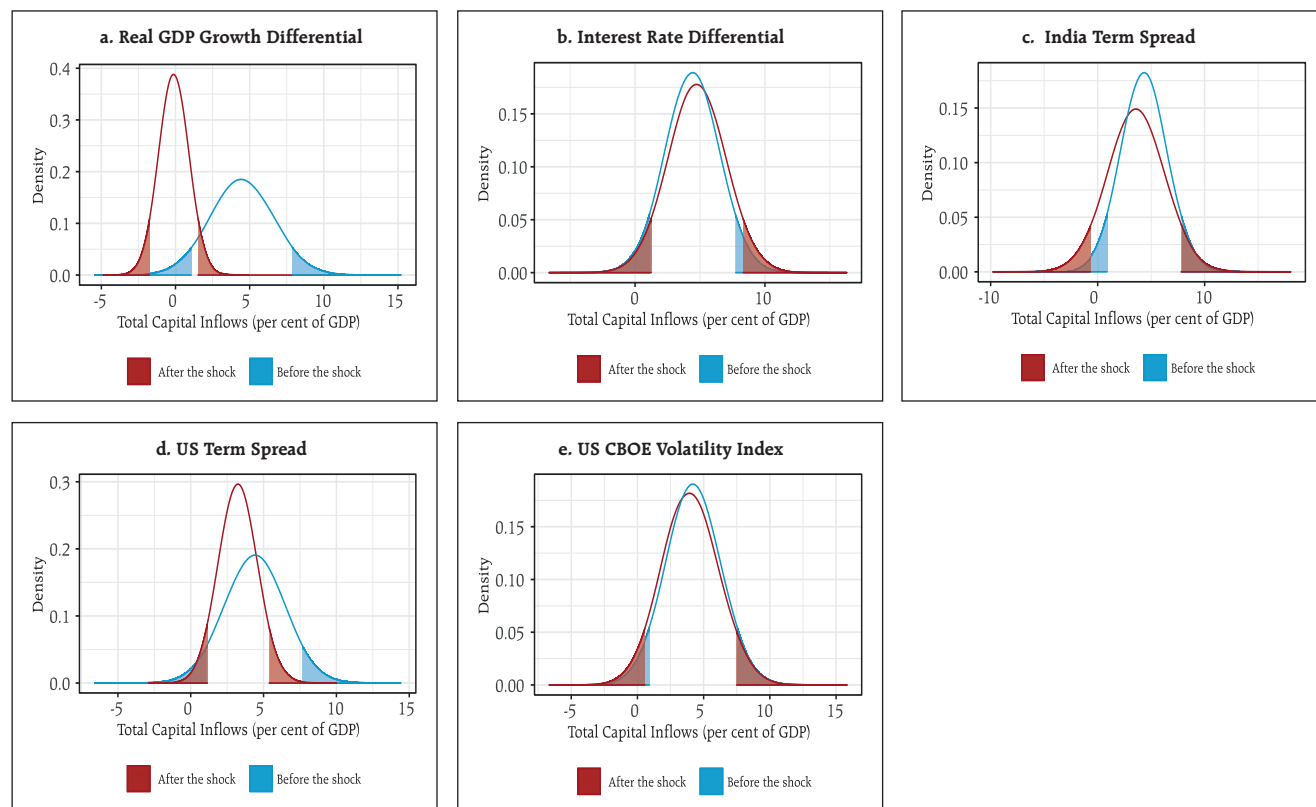 a. Real GDP Growth Differential
0.4
0.3
0.2
0.1
0.0
Density
-5 0 5 10 15
Total Capital Inflows (per cent of GDP)
After the shock Before the shock
b. Interest Rate Differential
0.15
0.10
0.05
0.00
Density
0 10
Total Capital Inflows (per cent of GDP)
After the shock Before the shock
c. India Term Spread
0.15
0.10
0.05
0.00
Density
-10 0 10
Total Capital Inflows (per cent of GDP)
After the shock Before the shock
d. US Term Spread
0.3
0.2
0.1
0.0
Density
-5 0 5 10 15
Total Capital Inflows (per cent of GDP)
After the shock Before the shock
e. US CBOE Volatility Index
0.15
0.10
0.05
0.00
Density
-5 0 5 10 15
Total Capital Inflows (per cent of GDP)
After the shock Before the shock